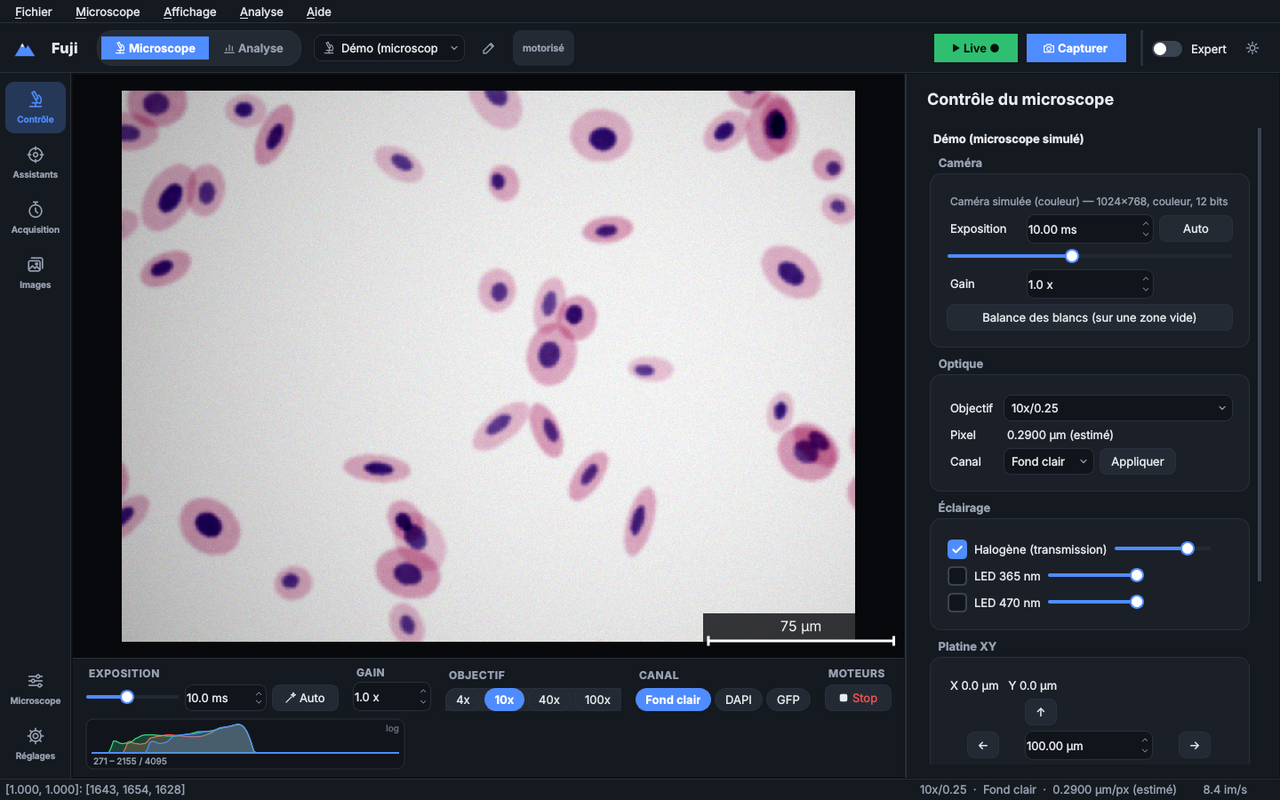 Fichier Microscope Affichage Analyse Aide
Fuji Microscope Analyse Démo (microscop motorisé Live Capturer Expert
Contrôle
Assistants
Acquisition
Images
Microscope
Réglages
75 µm
EXPOSITION GAIN OBJECTIF CANAL MOTEURS
10.0 ms Auto 1.0 x 4x 10x 40x 100x Fond clair DAPI GFP Stop
log
271 – 2155 / 4095
Contrôle du microscope
Démo (microscope simulé)
Caméra
Caméra simulée (couleur) — 1024×768, couleur, 12 bits
Exposition 10.00 ms Auto
Gain 1.0 x
Balance des blancs (sur une zone vide)
Optique
Objectif 10x/0.25
Pixel 0.2900 µm (estimé)
Canal Fond clair Appliquer
Éclairage
Halogène (transmission)
LED 365 nm
LED 470 nm
Platine XY
X 0.0 µm Y 0.0 µm
↑
← 100.00 µm →
[1.000, 1.000]: [1643, 1654, 1628] 10x/0.25 · Fond clair · 0.2900 µm/px (estimé) 8.4 im/s